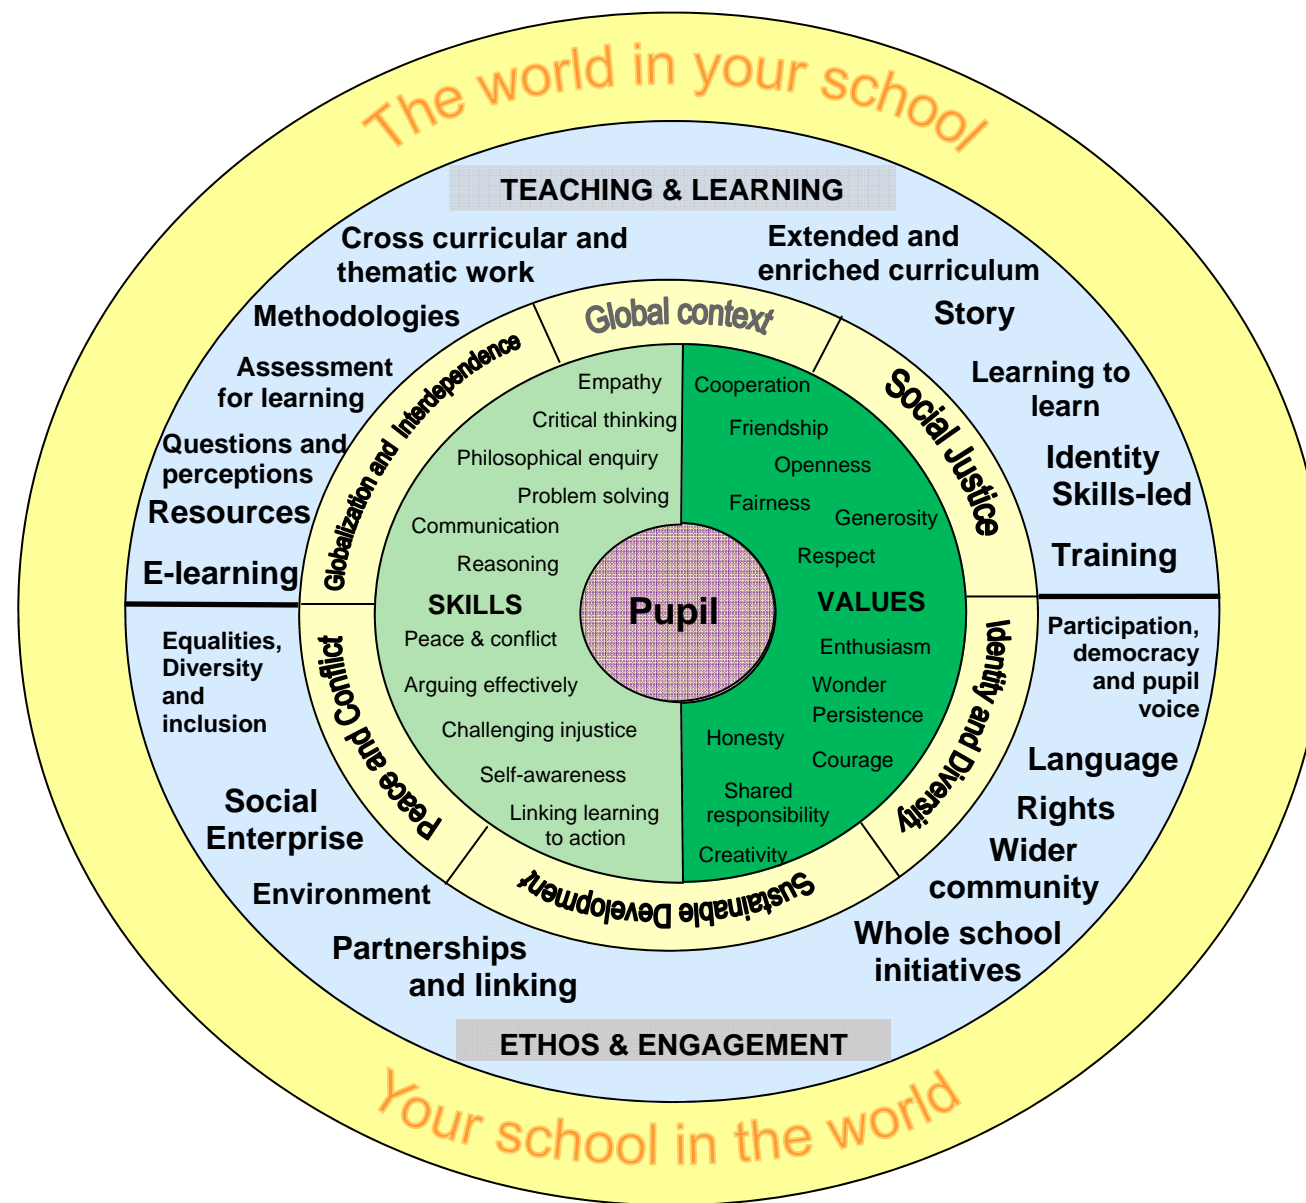 The world in your school
TEACHING & LEARNING
Cross curricular and
thematic work
Methodologies
Assessment
for learning
Questions and
perceptions
Resources
E-learning
Extended and
enriched curriculum
Story
Learning to
learn
Identity
Skills-led
Training
Global context
Globalization and Interdependence
Social Justice
Empathy
Critical thinking
Philosophical enquiry
Problem solving
Communication
Reasoning
SKILLS
Peace & conflict
Arguing effectively
Challenging injustice
Self-awareness
Linking learning
to action
Pupil
Cooperation
Friendship
Openness
Fairness
Generosity
Respect
VALUES
Enthusiasm
Wonder
Persistence
Honesty
Courage
Shared
responsibility
Creativity
Peace and Conflict
Identity and Diversity
Sustainable Development
Equalities,
Diversity
and
inclusion
Social
Enterprise
Environment
Partnerships
and linking
Participation,
democracy
and pupil
voice
Language
Rights
Wider
community
Whole school
initiatives
ETHOS & ENGAGEMENT
Your school in the world